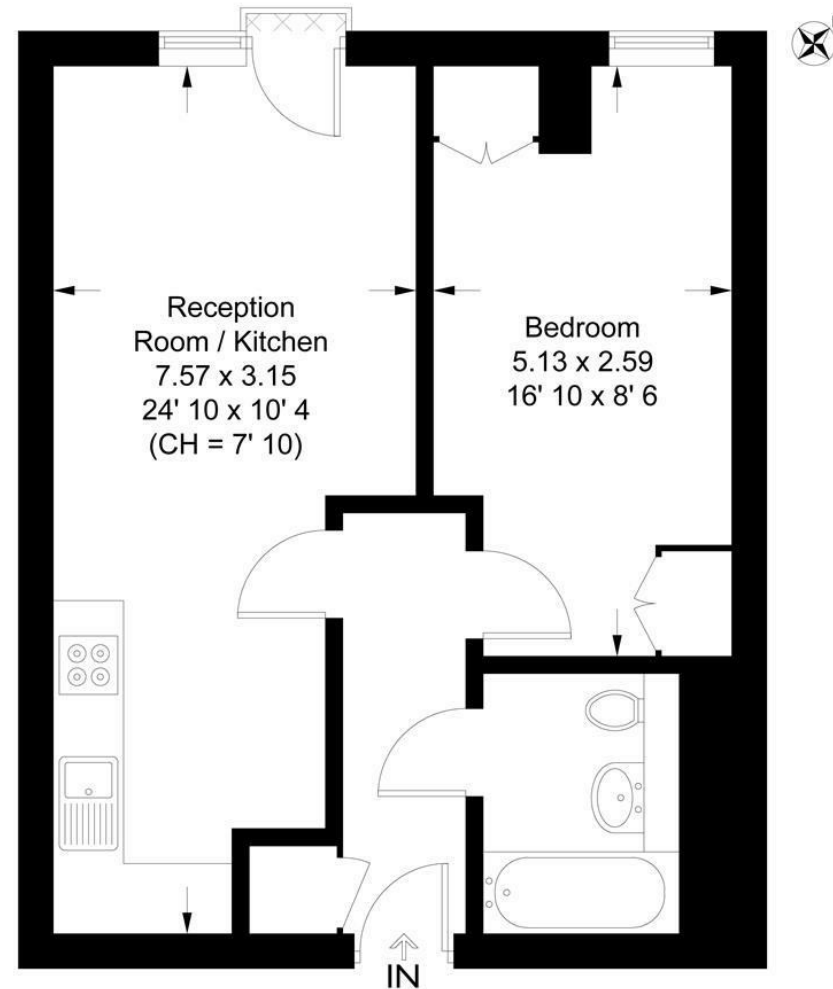 Reception
Room / Kitchen
7.57 x 3.15
24' 10 x 10' 4
(CH = 7' 10)
Bedroom
5.13 x 2.59
16' 10 x 8' 6
IN